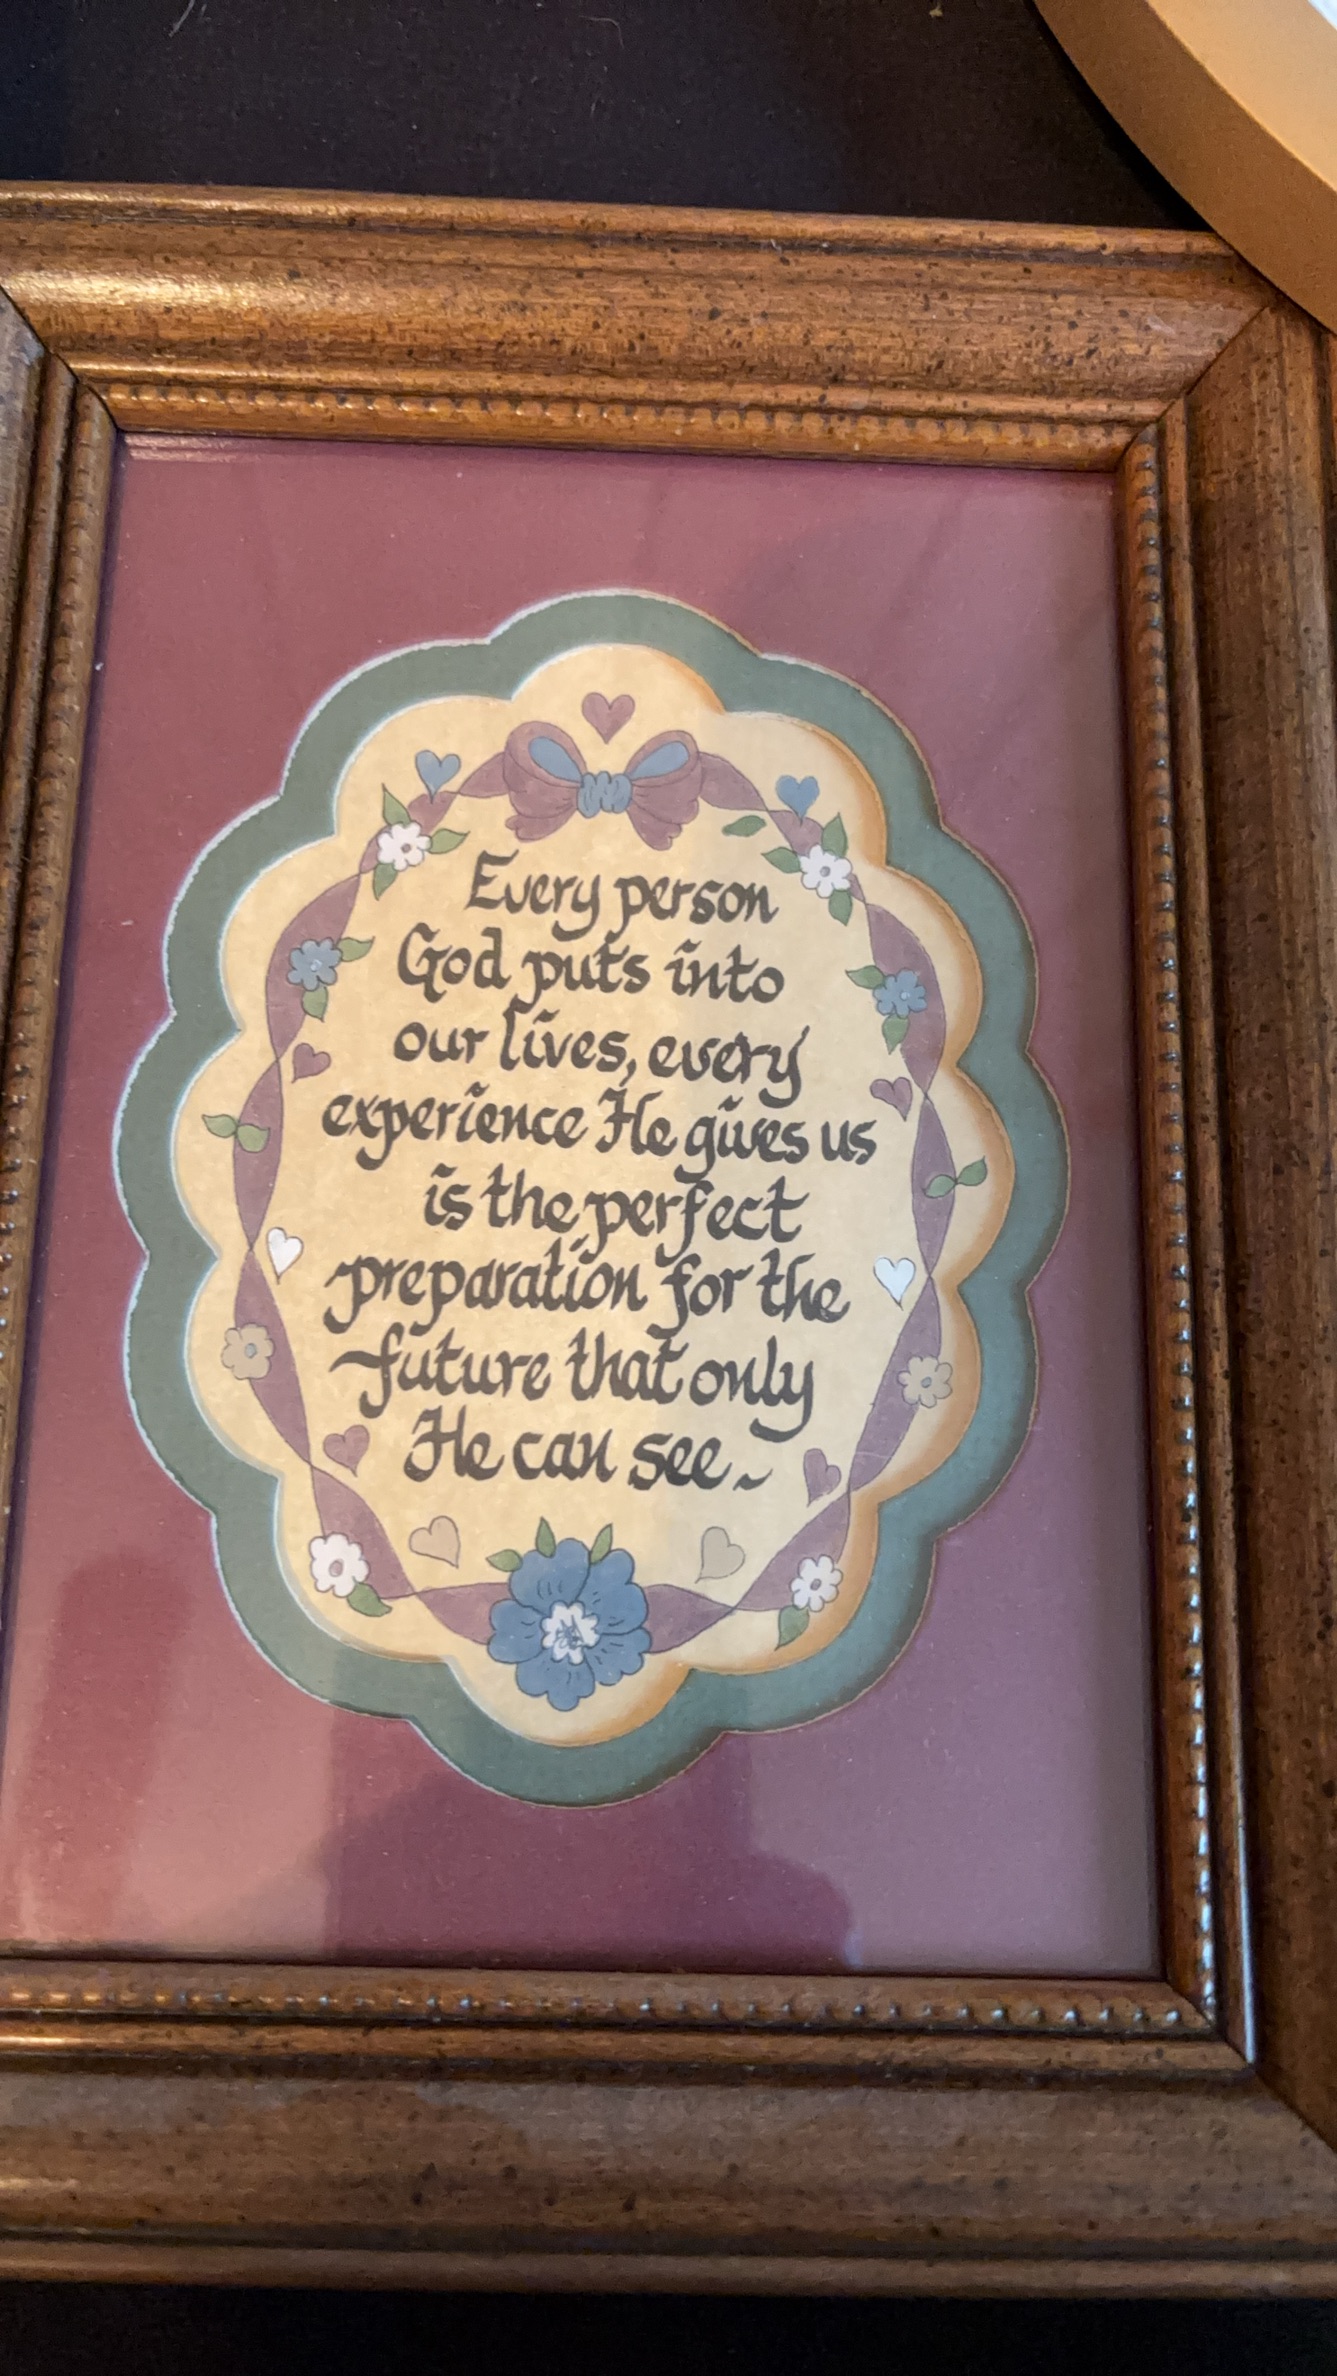 Every person
God puts into
our lives, every
experience He gives us
is the perfect
preparation for the
future that only
He can see~